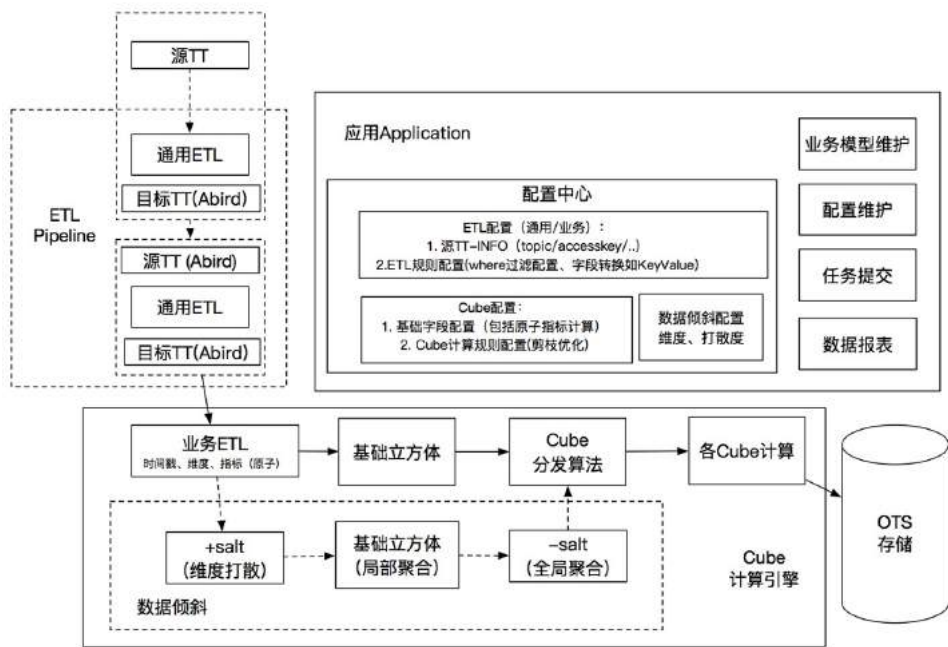 源TT
通用ETL
目标TT(Abird)
ETL
Pipeline
源TT (Abird)
通用ETL
目标TT(Abird)
应用Application
配置中心
ETL配置（通用/业务）：
1. 源TT-INFO（topic/accesskey/..）
2.ETL规则配置(where过滤配置、字段转换如KeyValue)
Cube配置：
1. 基础字段配置（包括原子指标计算）
2. Cube计算规则配置(剪枝优化)
数据倾斜配置
维度、打散度
业务模型维护
配置维护
任务提交
数据报表
业务ETL
时间戳、维度、指标（原子）
基础立方体
Cube
分发算法
各Cube计算
+salt
（维度打散）
基础立方体
（局部聚合）
-salt
（全局聚合）
数据倾斜
Cube
计算引擎
OTS
存储